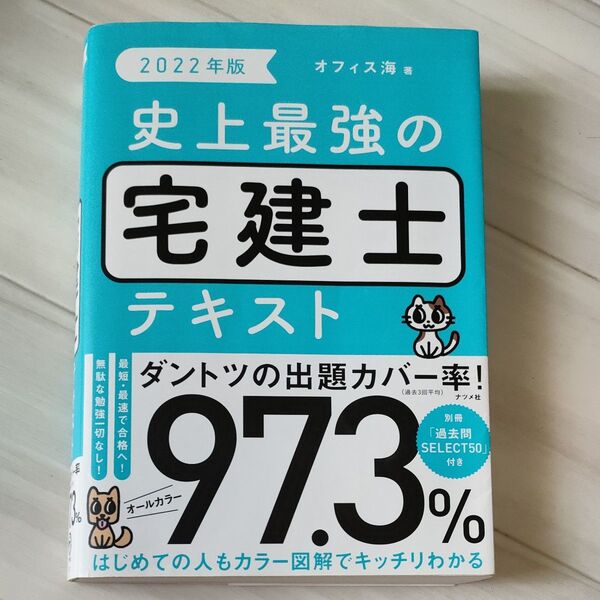 2022年版
オフィス海 著
史上最強の
宅建士
テキスト
ダントツの出題カバー率!
(過去3回平均)
ナツメ社
最短・最速で合格へ!
無駄な勉強一切なし!
97.3%
別冊
「過去問
SELECT50」
付き
オールカラー
はじめての人もカラー図解でキッチリわかる